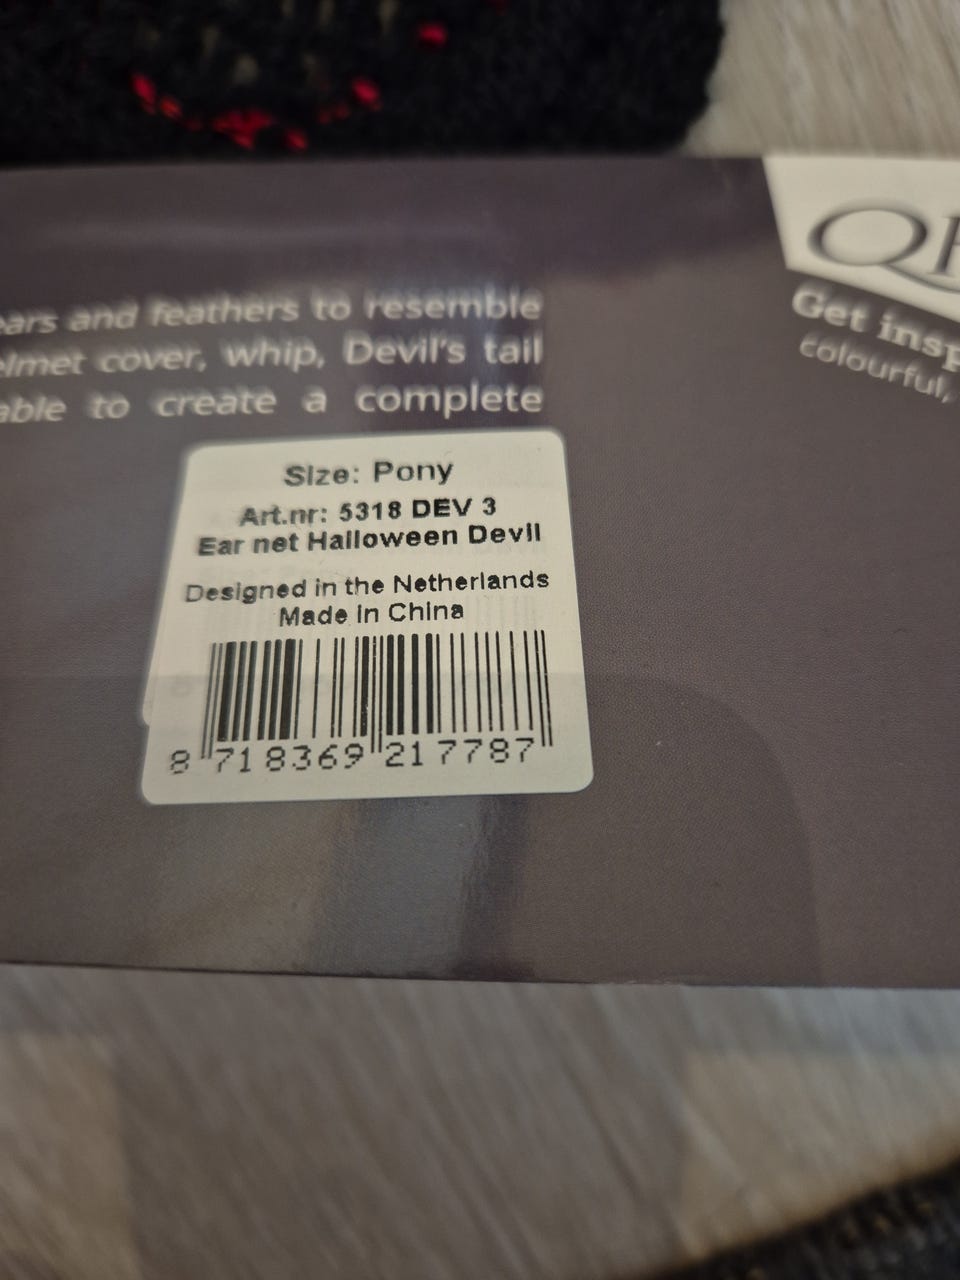 ears and feathers to resemble
elmet cover, whip, Devil's tail
able to create a complete
Size: Pony
Art.nr: 5318 DEV 3
Ear net Halloween Devil
Designed in the Netherlands
Made in China
8 718369 217787
Q
Get insp
colourful,